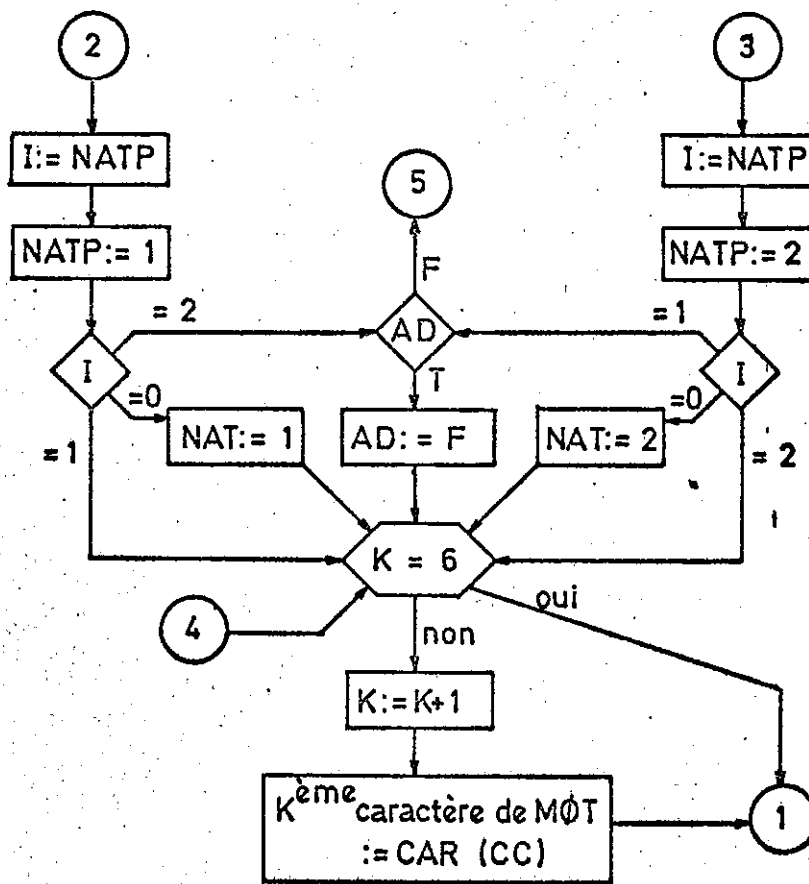 2
3
I:= NATP
I:= NATP
5
NATP:= 1
NATP:= 2
F
= 2
AD
=1
I
T
I
=0
=0
NAT:= 1
AD:= F
NAT:= 2
=1
= 2
K = 6
4
oui
non
K:=K+1
Kème caractère de MØT
:= CAR (CC)
1